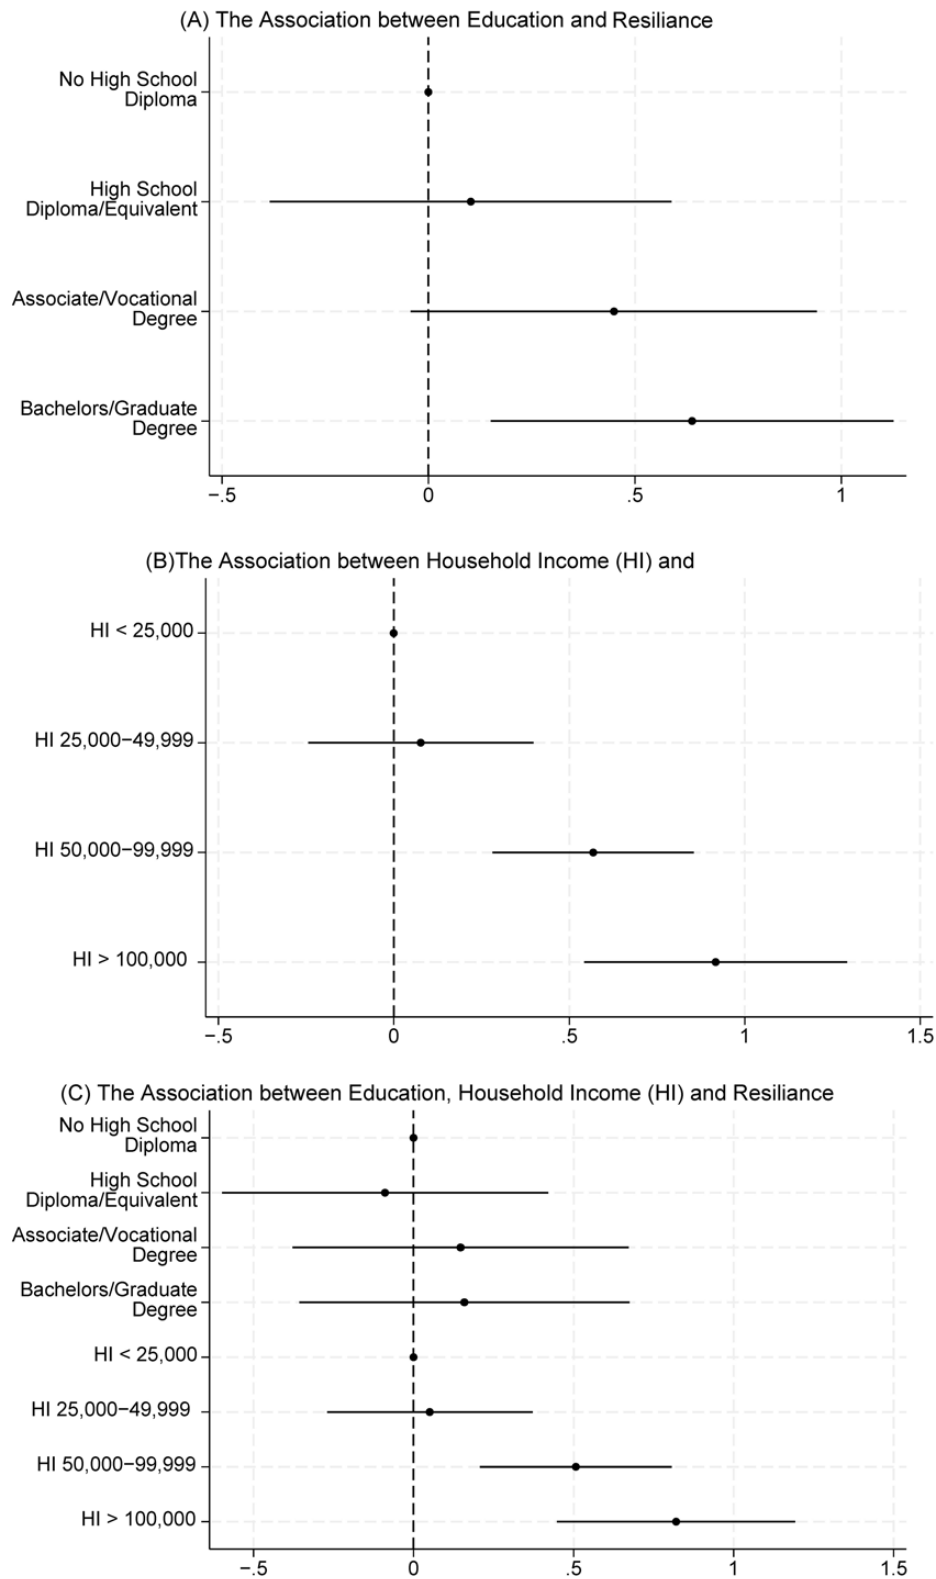 (A) The Association between Education and Resiliance
No High School
Diploma
High School
Diploma/Equivalent
Associate/Vocational
Degree
Bachelors/Graduate
Degree
−.5 0 .5 1
(B)The Association between Household Income (HI) and
HI < 25,000
HI 25,000−49,999
HI 50,000−99,999
HI > 100,000
−.5 0 .5 1 1.5
(C) The Association between Education, Household Income (HI) and Resiliance
No High School
Diploma
High School
Diploma/Equivalent
Associate/Vocational
Degree
Bachelors/Graduate
Degree
HI < 25,000
HI 25,000−49,999
HI 50,000−99,999
HI > 100,000
−.5 0 .5 1 1.5